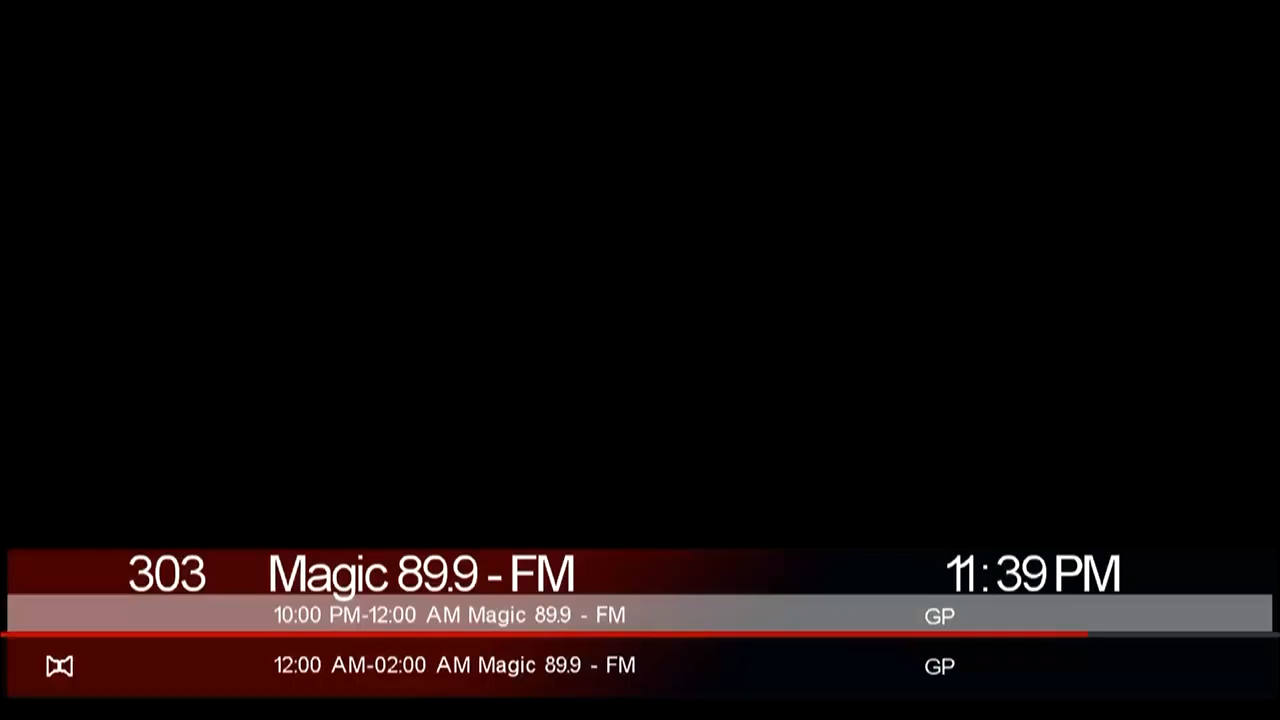 303 Magic 89.9 - FM 11:39 PM
10:00 PM-12:00 AM Magic 89.9 - FM GP
12:00 AM-02:00 AM Magic 89.9 - FM GP